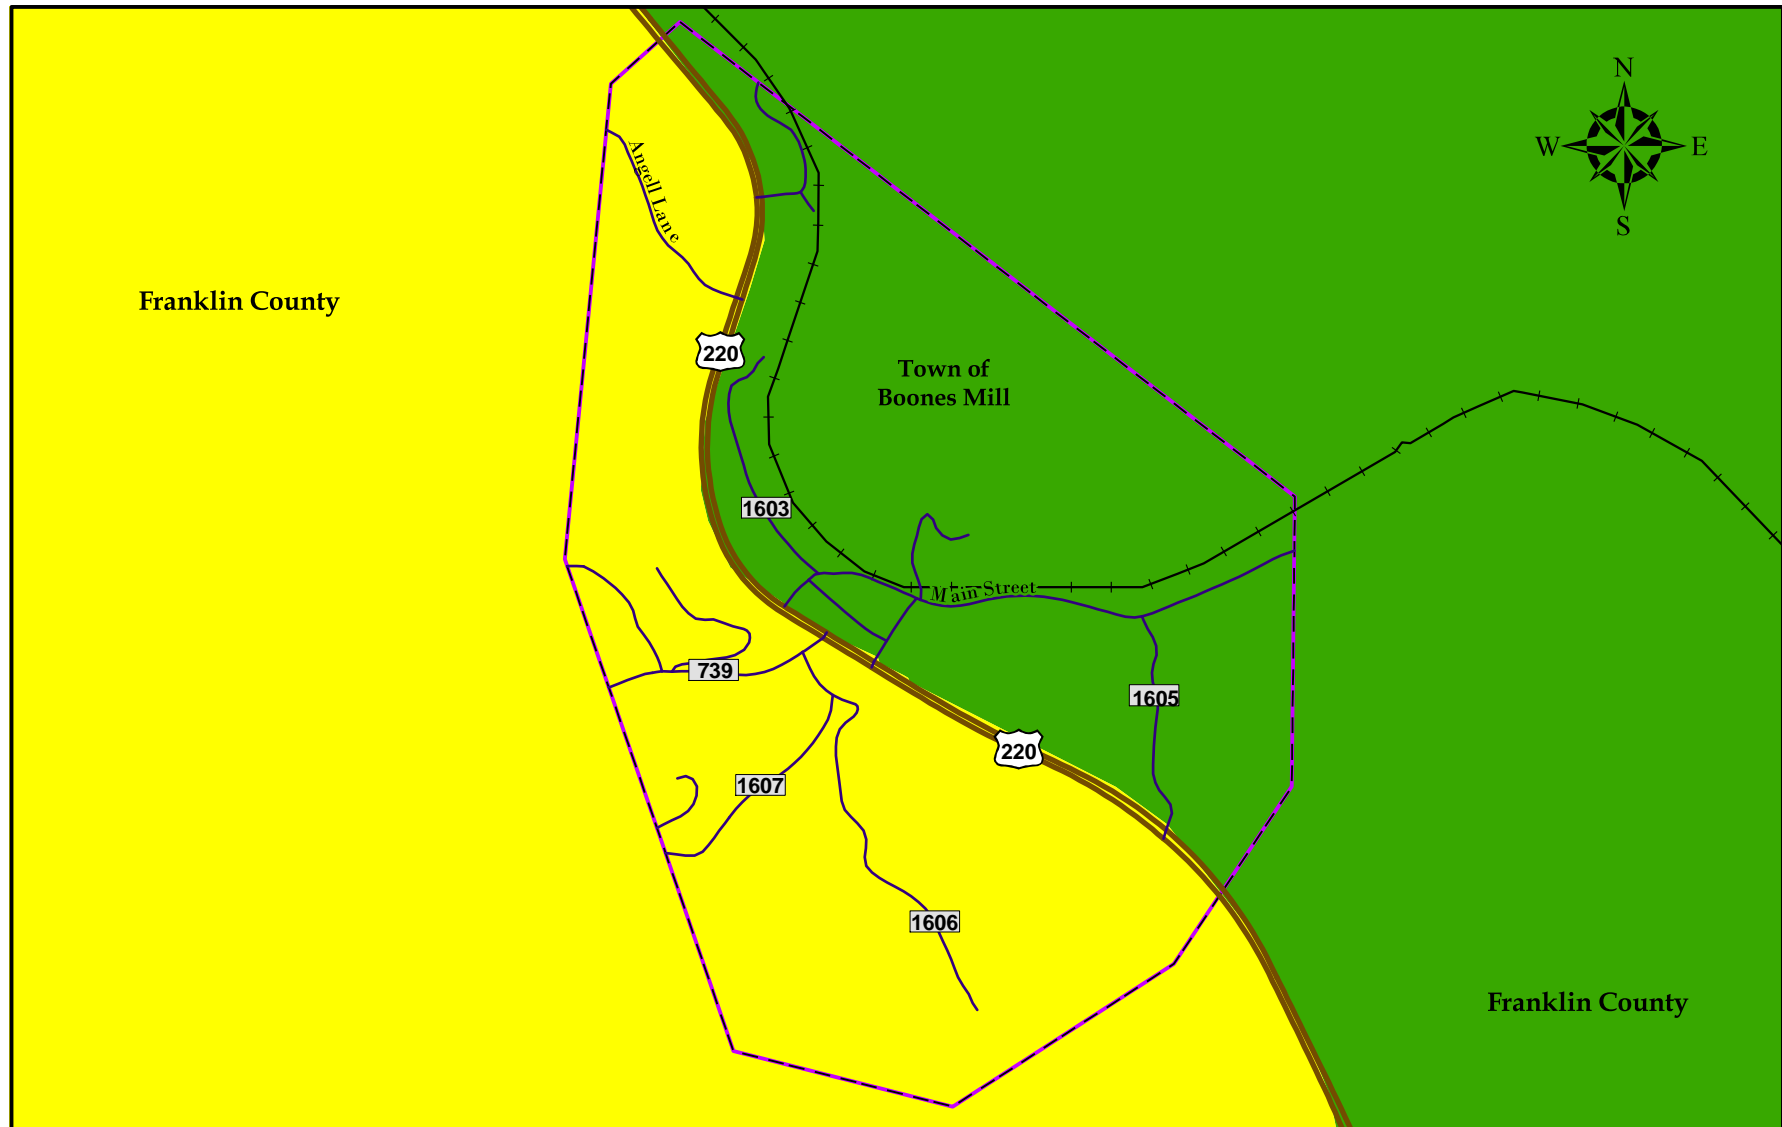 N
W E
S
Angell Lane
Franklin County
220
Town of
Boones Mill
1603
Main Street
739
1605
220
1607
1606
Franklin County